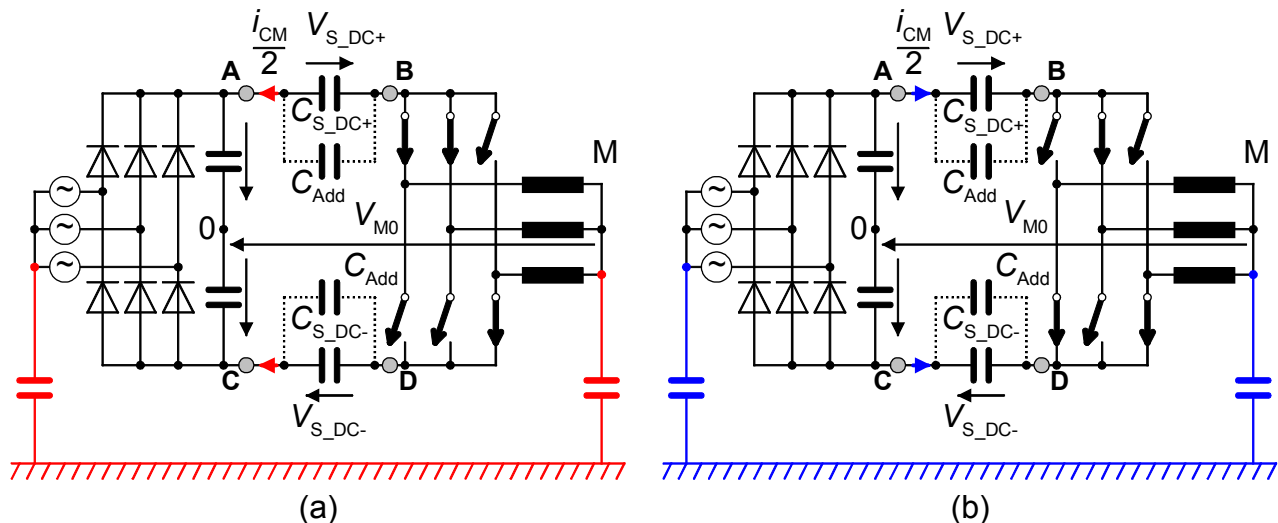 i_CM/2 V_S_DC+
A B
C_S_DC+
C_Add
M
0 V_M0
C_Add
C_S_DC-
C D
V_S_DC-
(a)
i_CM/2 V_S_DC+
A B
C_S_DC+
C_Add
M
0 V_M0
C_Add
C_S_DC-
C D
V_S_DC-
(b)